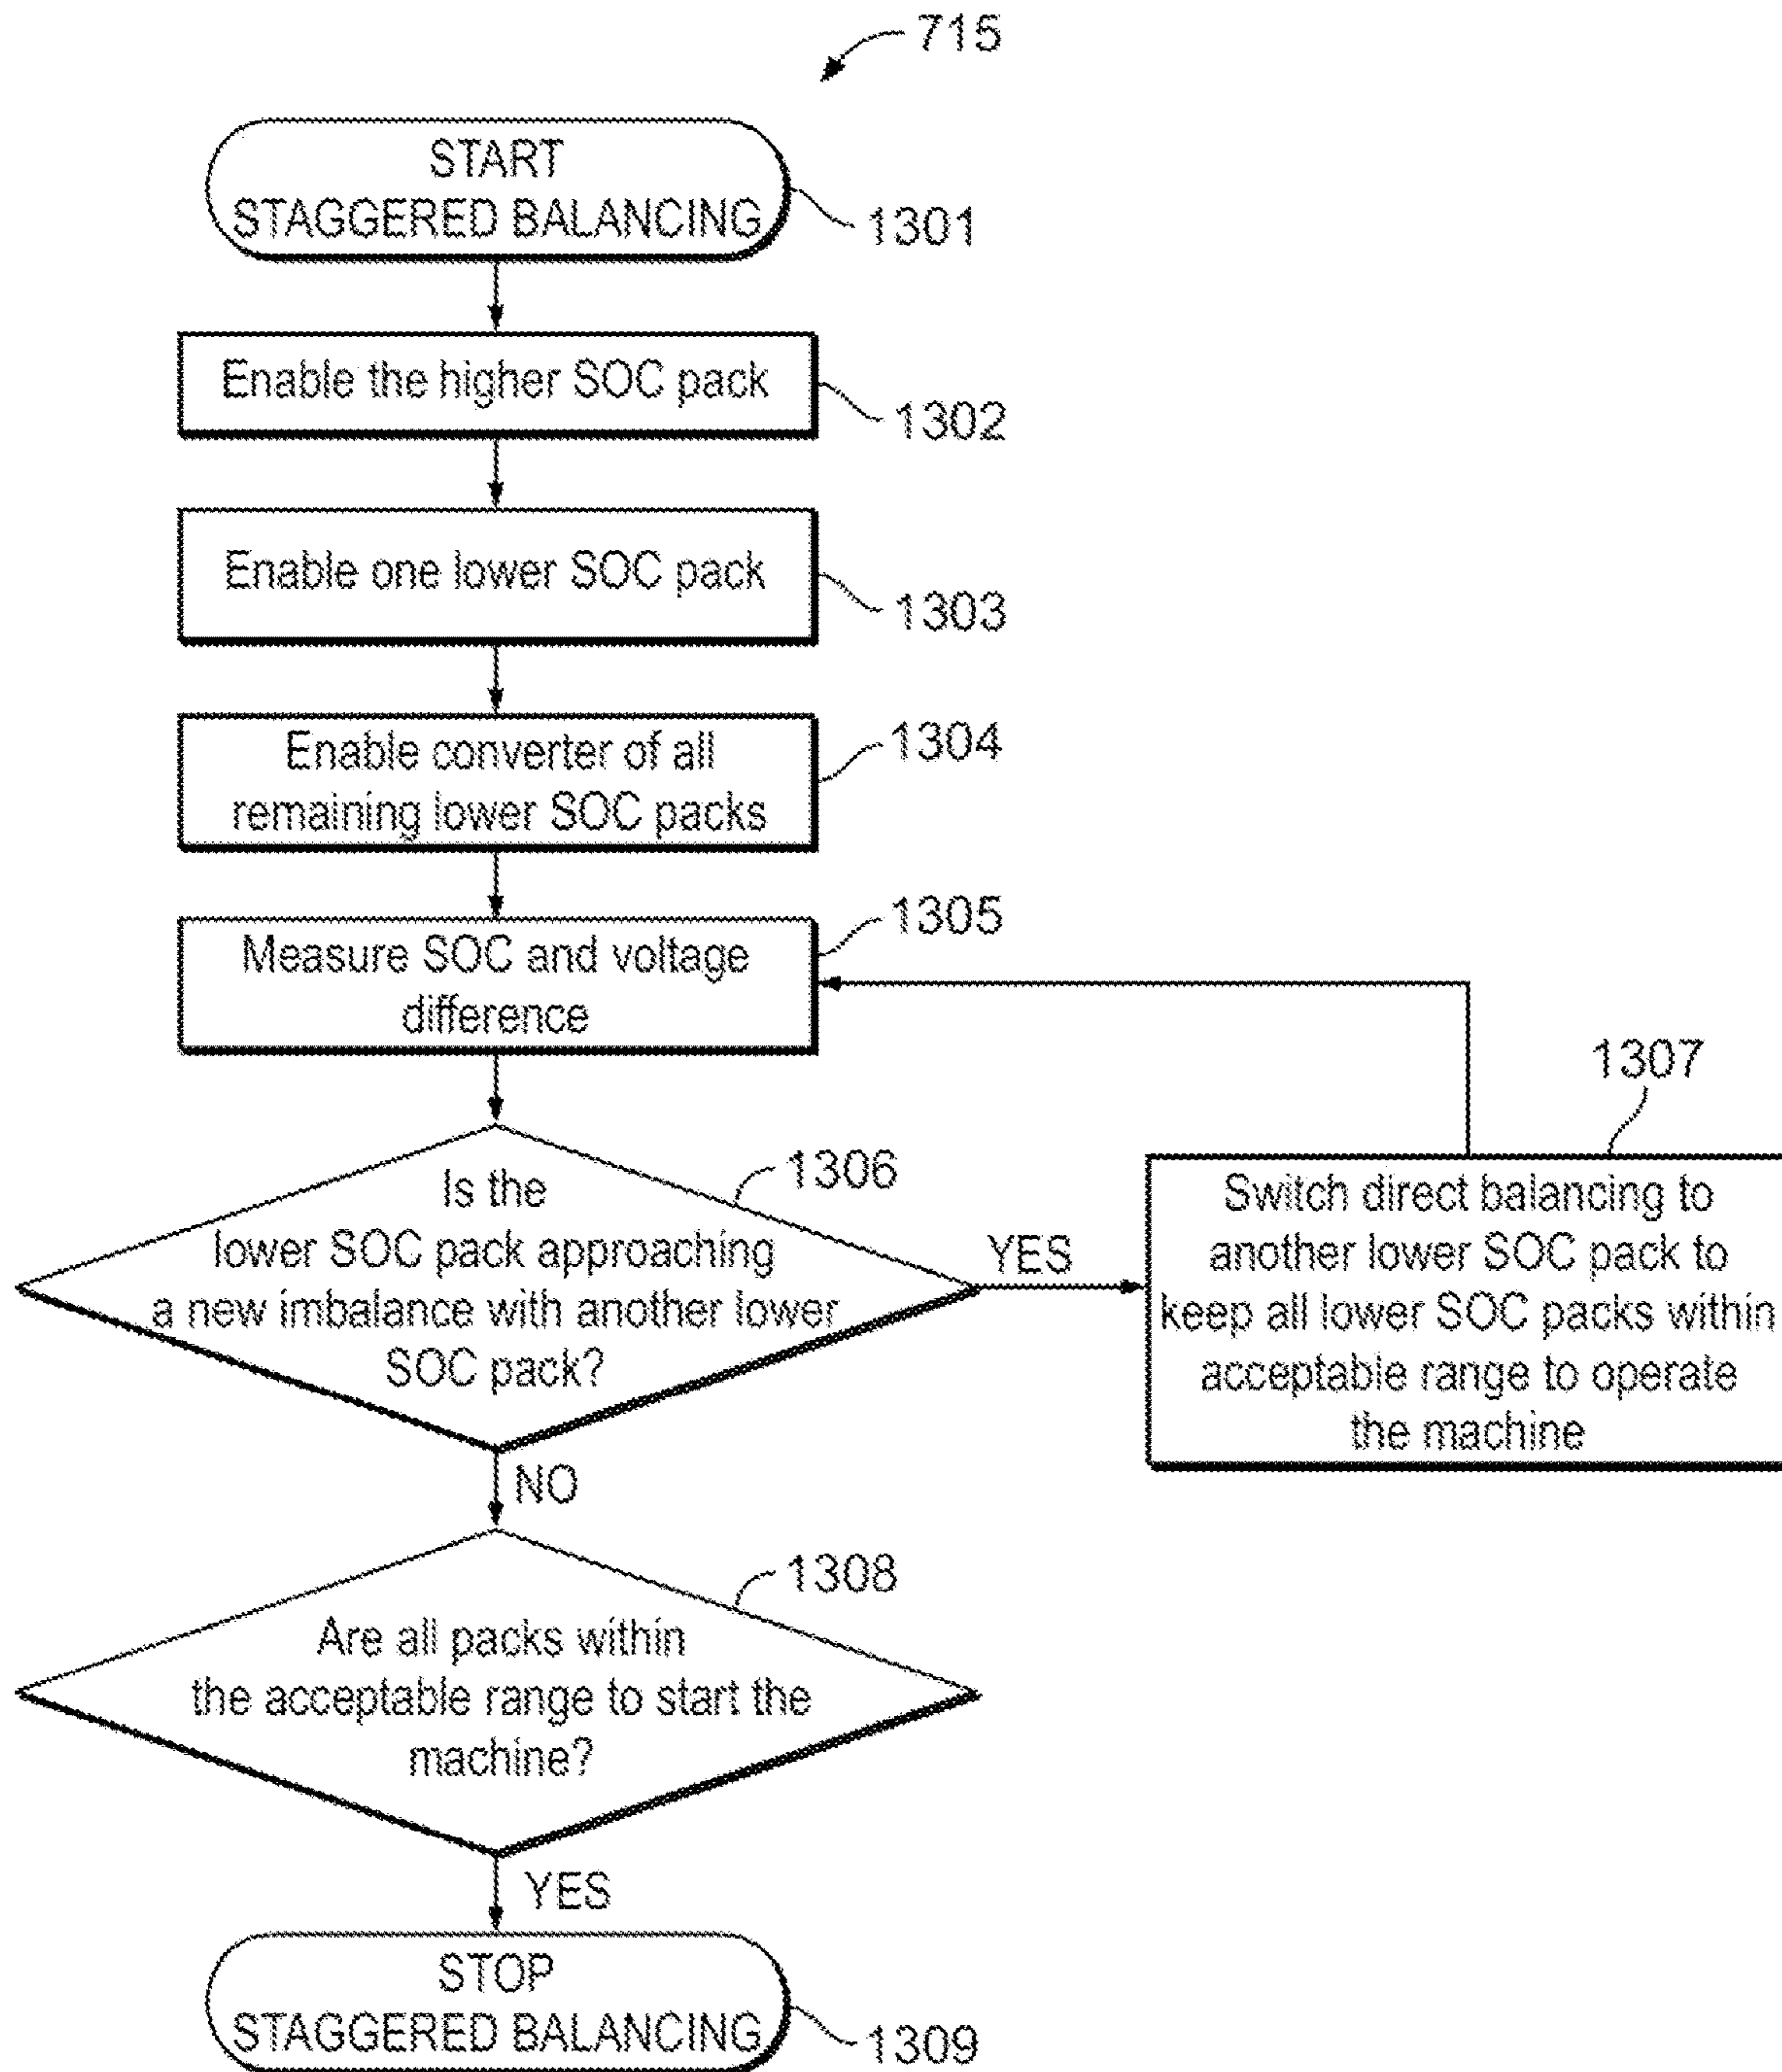 715
START
STAGGERED BALANCING
1301
Enable the higher SOC pack
1302
Enable one lower SOC pack
1303
Enable converter of all
remaining lower SOC packs
1304
Measure SOC and voltage
difference
1305
Is the
lower SOC pack approaching
a new imbalance with another lower
SOC pack?
1306
YES
1307
Switch direct balancing to
another lower SOC pack to
keep all lower SOC packs within
acceptable range to operate
the machine
NO
1308
Are all packs within
the acceptable range to start the
machine?
YES
STOP
STAGGERED BALANCING
1309